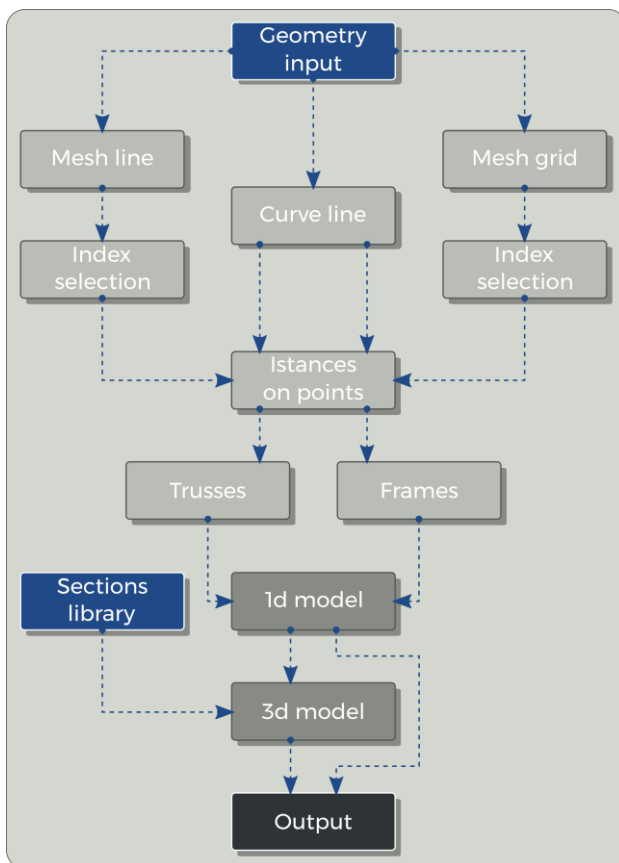 Geometry
input
Mesh line
Mesh grid
Curve line
Index
selection
Index
selection
Istances
on points
Trusses
Frames
Sections
library
1d model
3d model
Output